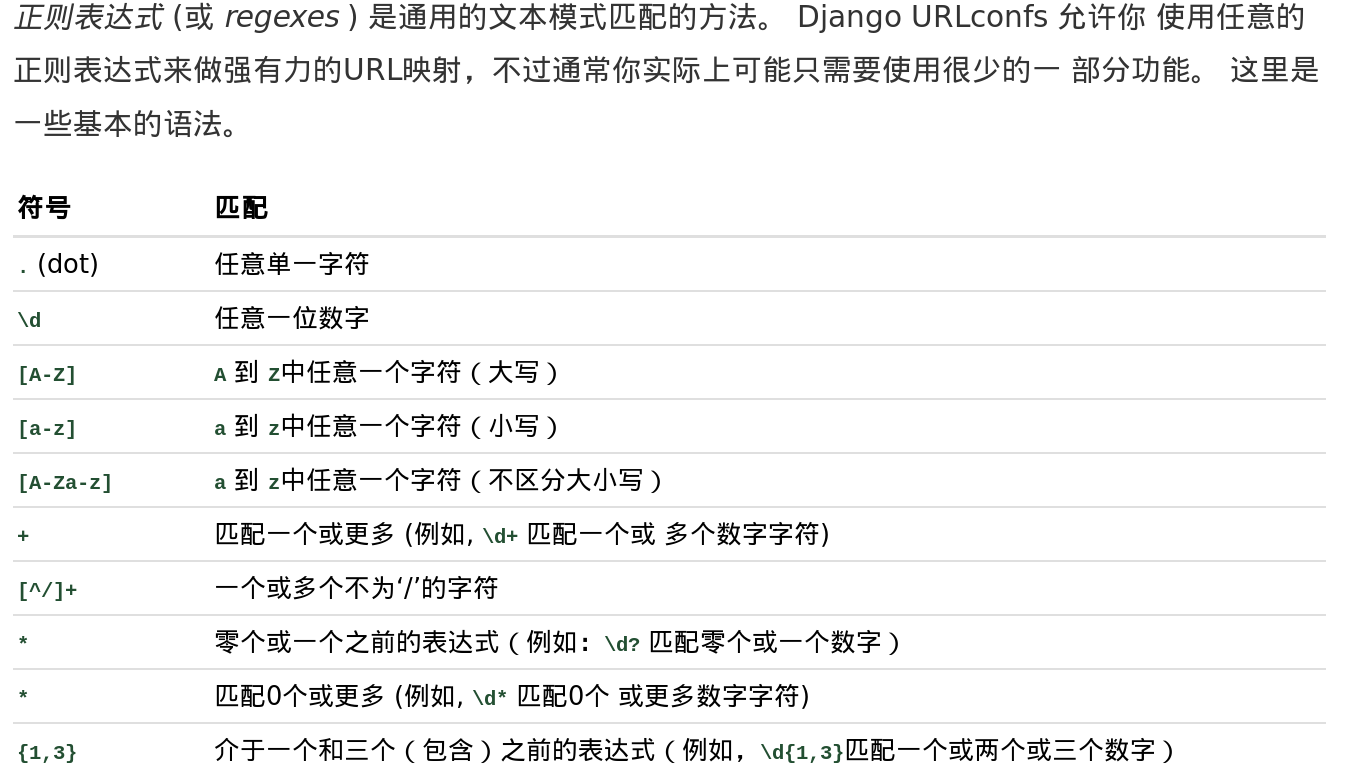 正则表达式 (或 regexes ) 是通用的文本模式匹配的方法。 Django URLconfs 允许你 使用任意的
正则表达式来做强有力的URL映射，不过通常你实际上可能只需要使用很少的一 部分功能。 这里是
一些基本的语法。
符号 匹配
. (dot) 任意单一字符
\d 任意一位数字
[A-Z] A 到 Z中任意一个字符（大写）
[a-z] a 到 z中任意一个字符（小写）
[A-Za-z] a 到 z中任意一个字符（不区分大小写）
+ 匹配一个或更多 (例如, \d+ 匹配一个或 多个数字字符)
[^/]+ 一个或多个不为‘/’的字符
* 零个或一个之前的表达式（例如：\d? 匹配零个或一个数字）
* 匹配0个或更多 (例如, \d* 匹配0个 或更多数字字符)
{1,3} 介于一个和三个（包含）之前的表达式（例如，\d{1,3}匹配一个或两个或三个数字）